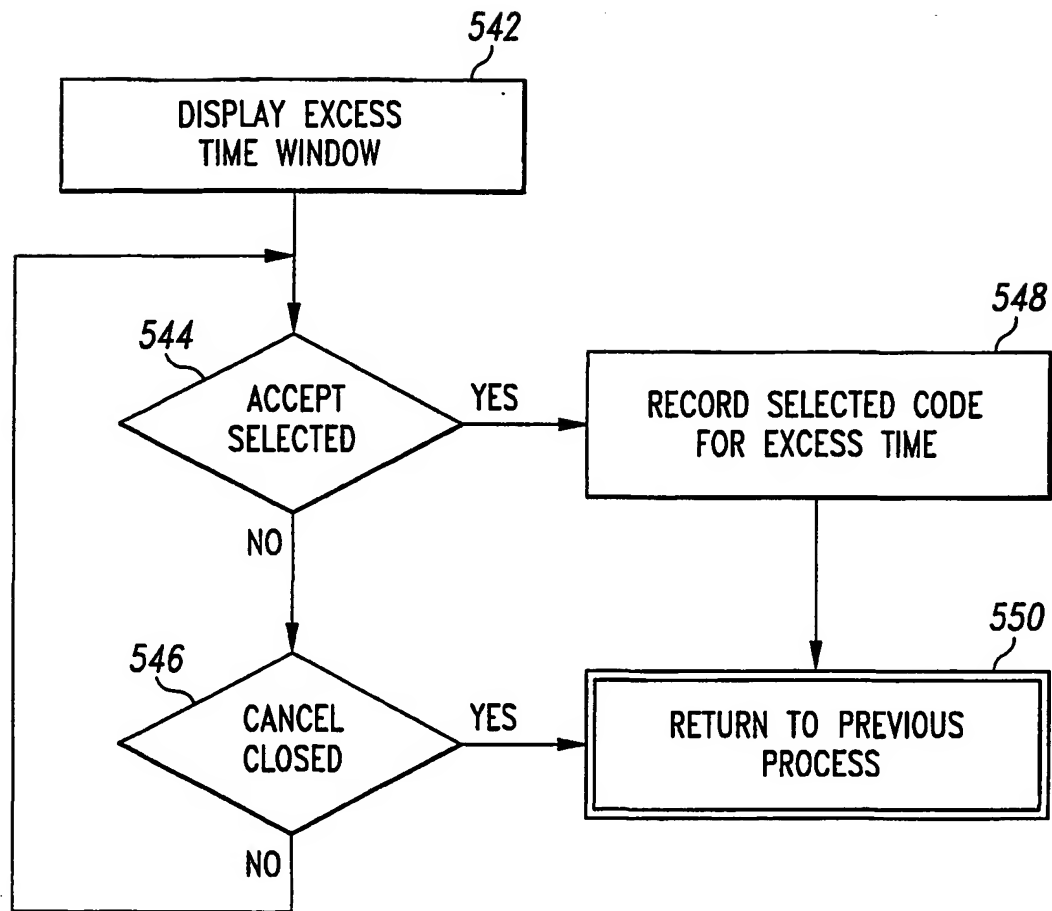 542
DISPLAY EXCESS
TIME WINDOW
544
ACCEPT
SELECTED
YES
NO
548
RECORD SELECTED CODE
FOR EXCESS TIME
546
CANCEL
CLOSED
YES
NO
550
RETURN TO PREVIOUS
PROCESS